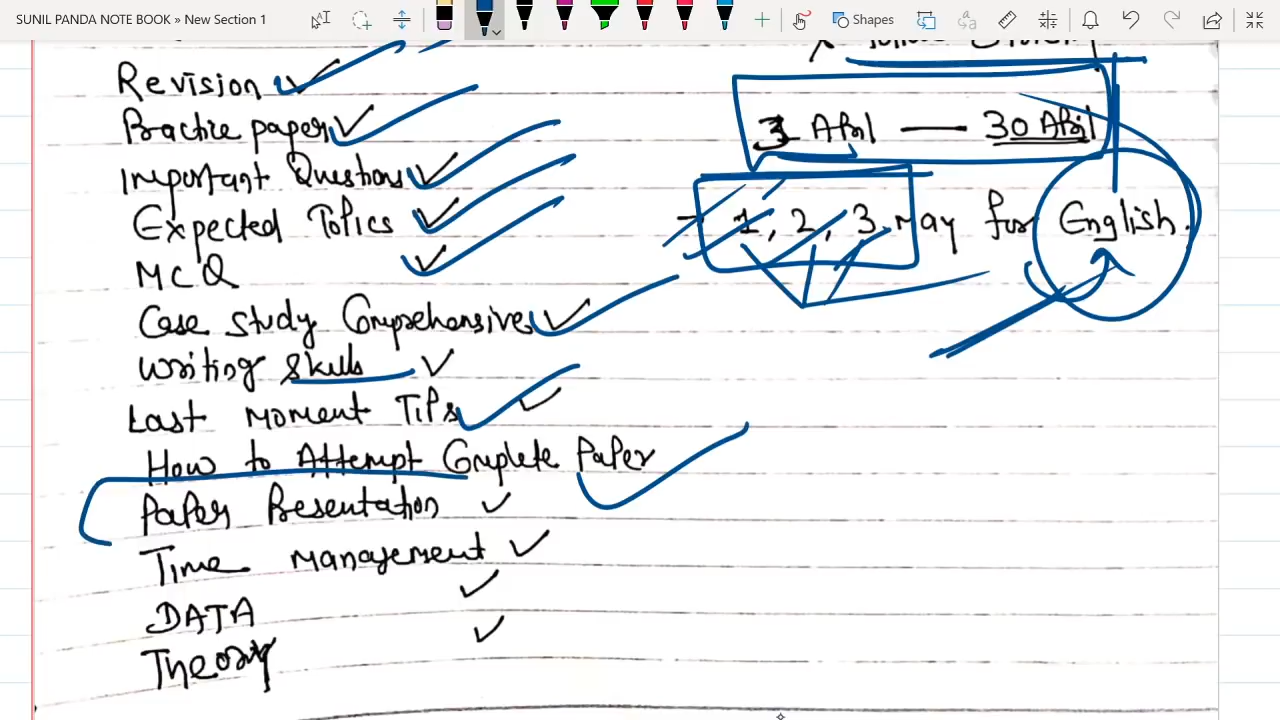 SUNIL PANDA NOTE BOOK » New Section 1
Shapes
Revision
Practice paper
Important Questions
Expected Topics
MCQ
Case Study Comprehensive
Writing Skills
Last Moment Tips
How to Attempt Complete Paper
Paper Presentation
Time management
DATA
Theory
3 April — 30 April
→ 1, 2, 3 May for English.